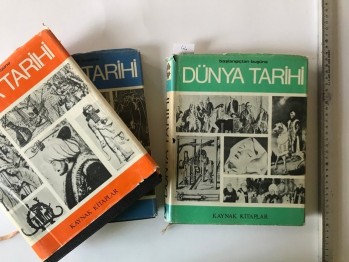 başlangıçtan bugüne
DÜNYA TARİHİ
KAYNAK KİTAPLAR
TARİHİ
TARİHİ
KAYNAK KİTAPLAR